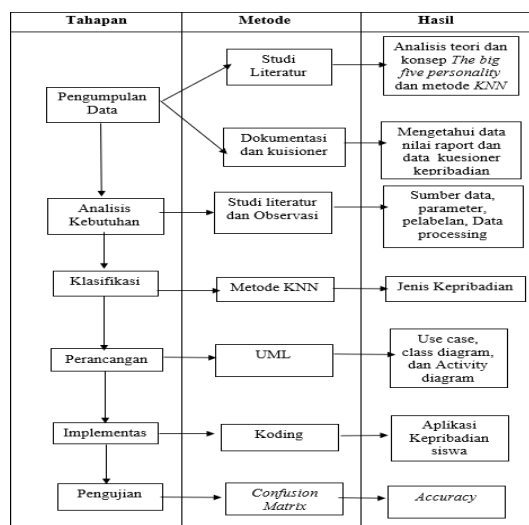 Tahapan
Metode
Hasil
Pengumpulan
Data
Studi
Literatur
Analisis teori dan
konsep The big
five personality
dan metode KNN
Dokumentasi
dan kuisioner
Mengetahui data
nilai raport dan
data kuesioner
kepribadian
Analisis
Kebutuhan
Studi literatur
dan Observasi
Sumber data,
parameter,
pelabelan, Data
processing
Klasifikasi
Metode KNN
Jenis Kepribadian
Perancangan
UML
Use case,
class diagram,
dan Activity
diagram
Implementas
Koding
Aplikasi
Kepribadian
siswa
Pengujian
Confusion
Matrix
Accuracy